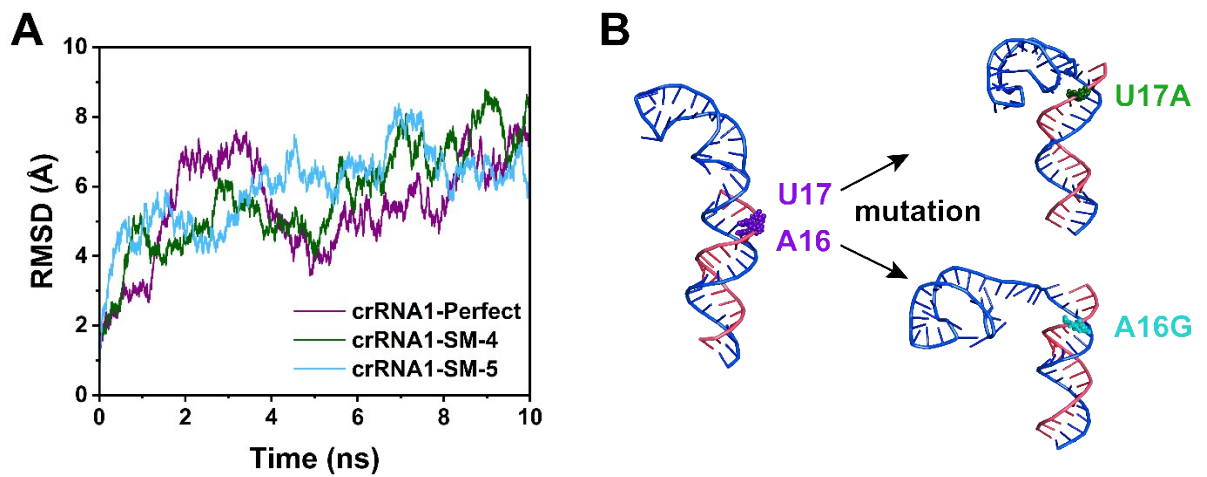 A
10
8
6
4
2
0
RMSD (Å)
crRNA1-Perfect
crRNA1-SM-4
crRNA1-SM-5
0 2 4 6 8 10
Time (ns)
B
U17
A16
mutation
U17A
A16G